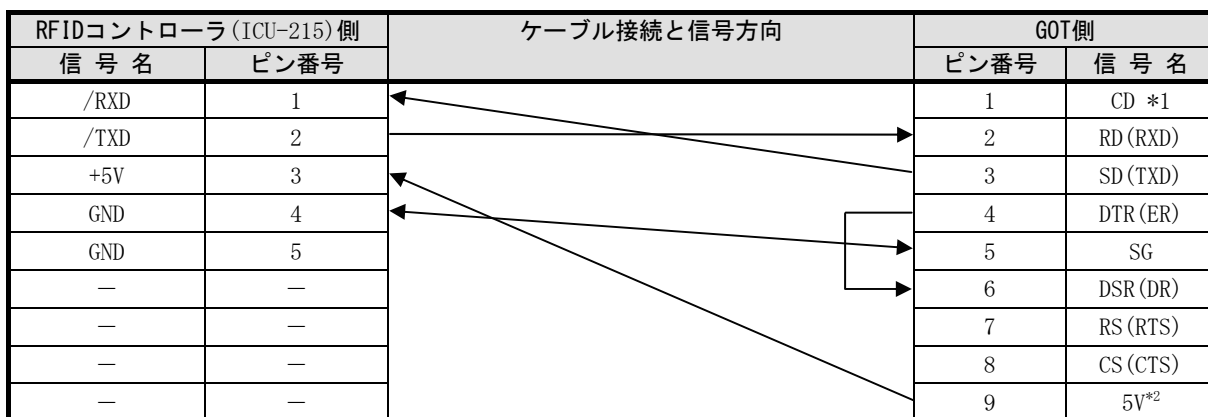 RFIDコントローラ(ICU-215)側 ケーブル接続と信号方向 GOT側
信 号 名 ピン番号 ピン番号 信 号 名
/RXD 1 1 CD *1
/TXD 2 2 RD(RXD)
+5V 3 3 SD(TXD)
GND 4 4 DTR(ER)
GND 5 5 SG
― ― 6 DSR(DR)
― ― 7 RS(RTS)
― ― 8 CS(CTS)
― ― 9 5V*2